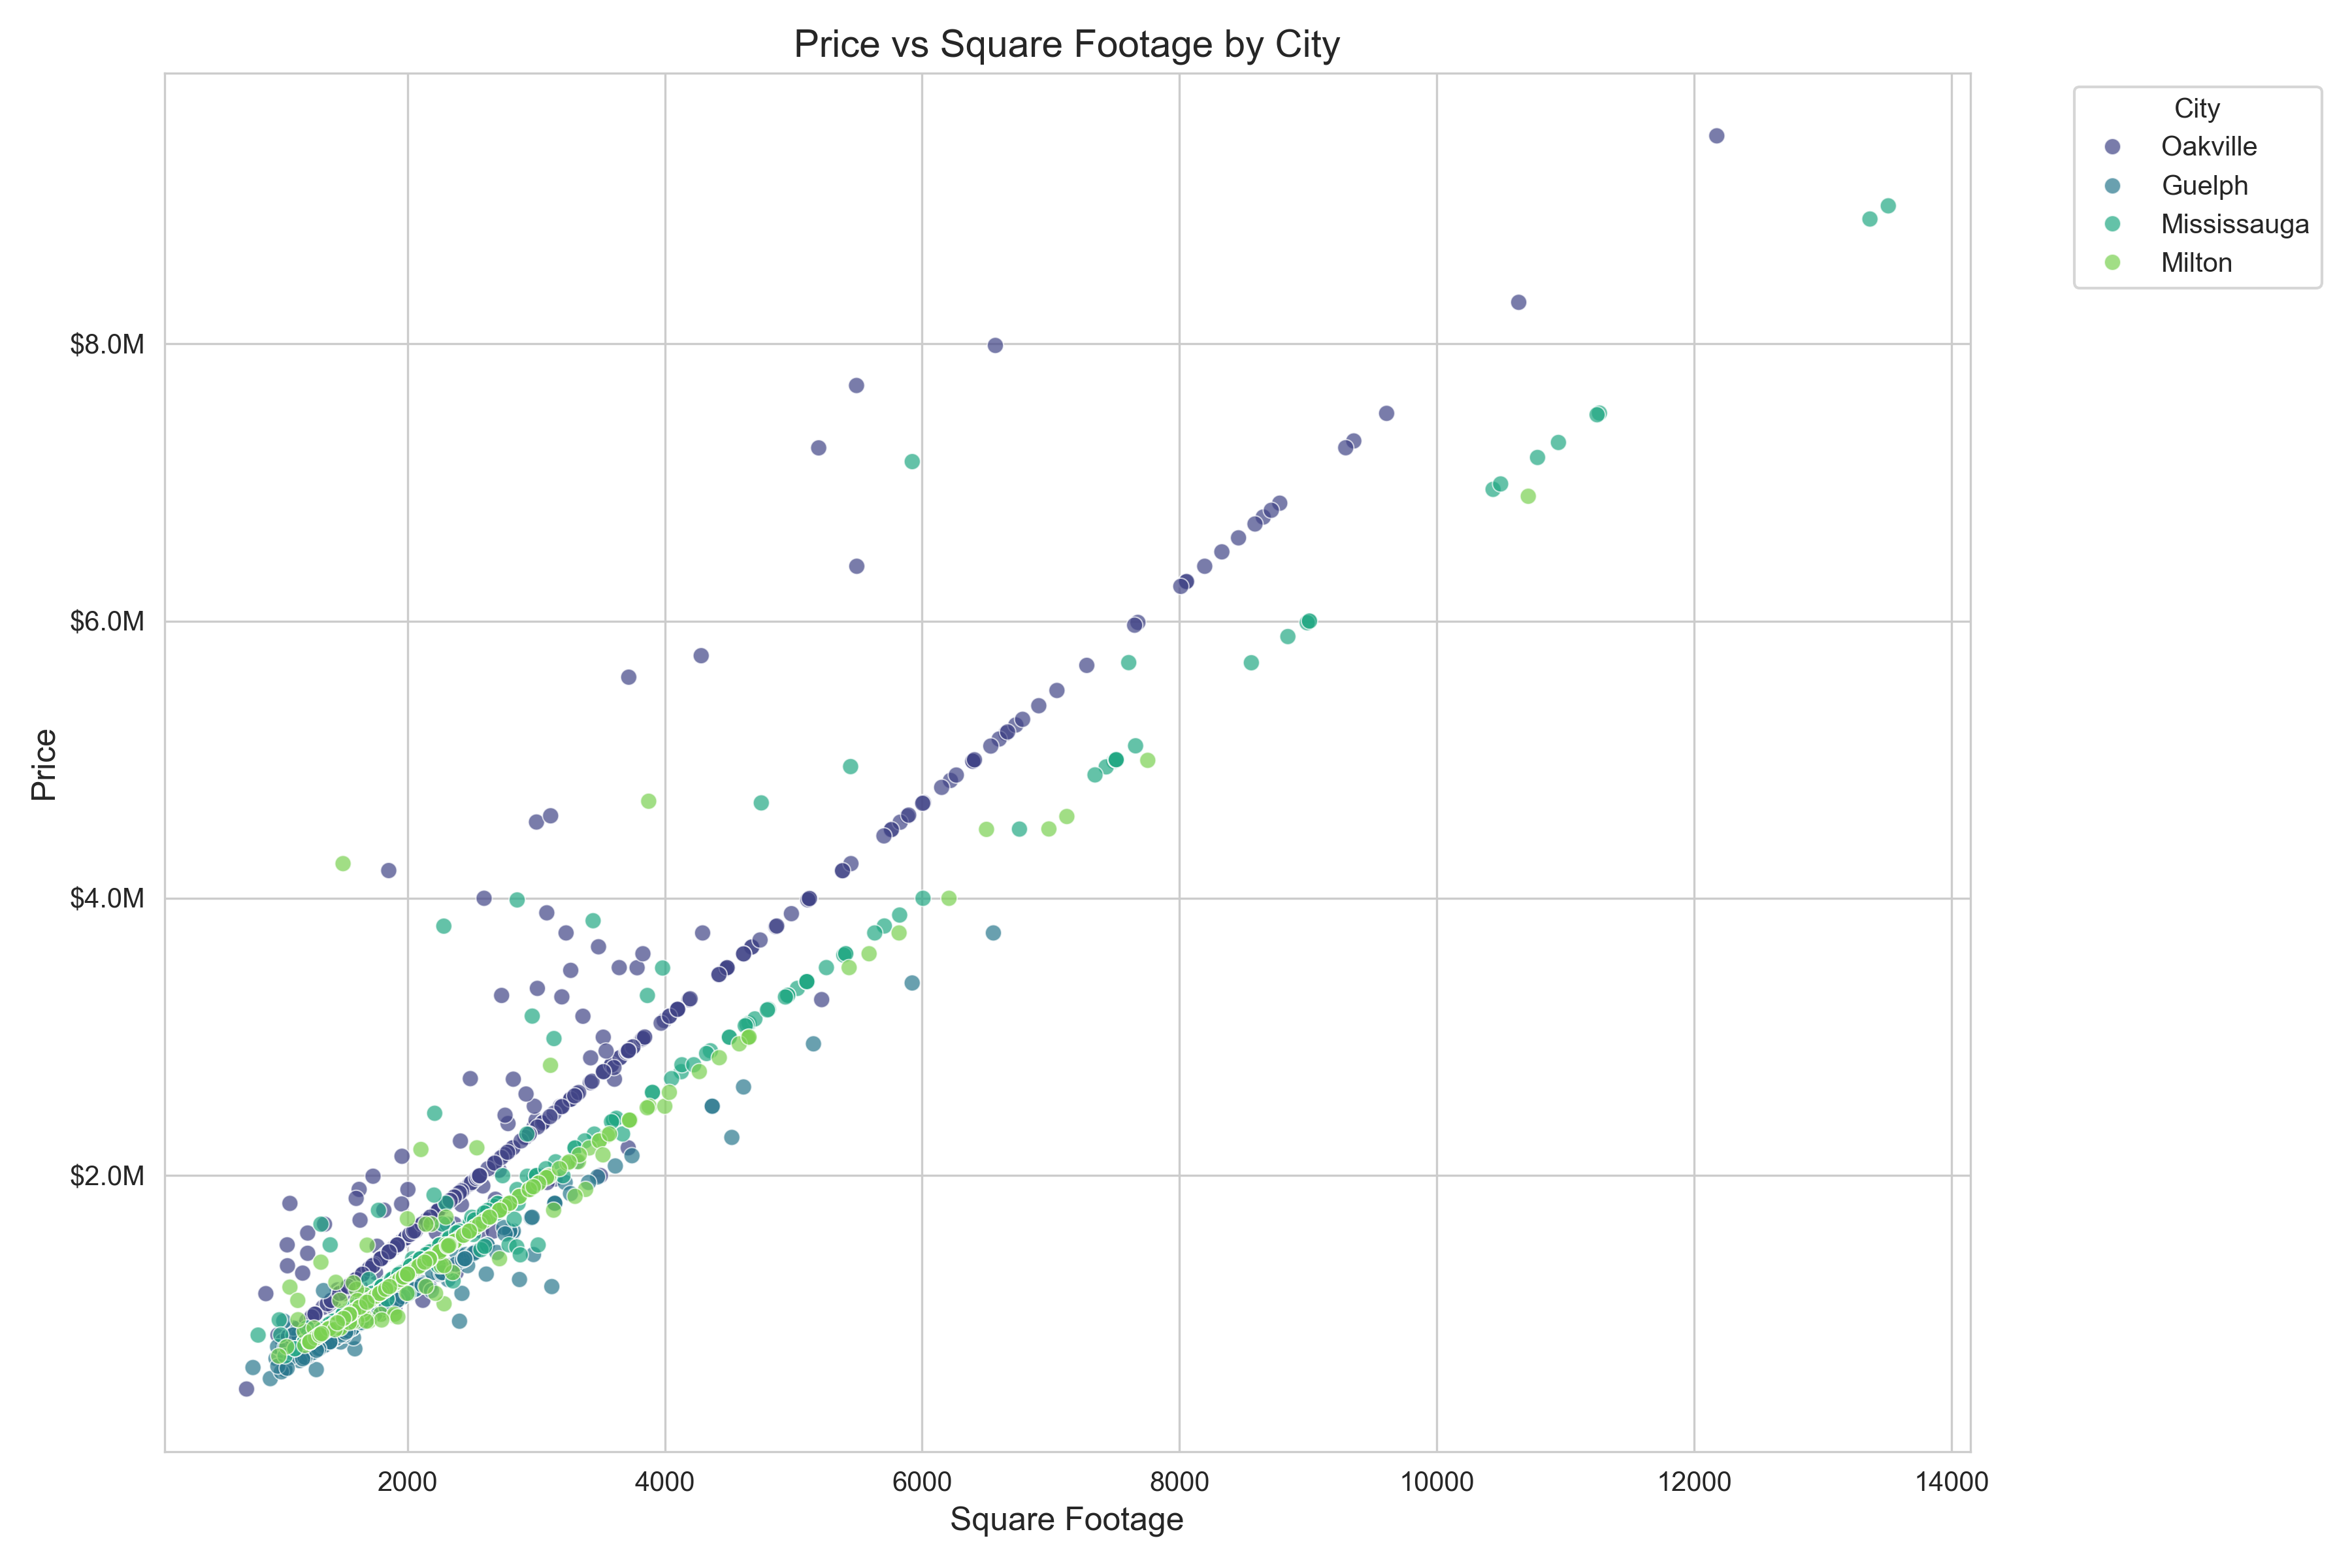 Price vs Square Footage by City
City
Oakville
Guelph
Mississauga
Milton
$8.0M
$6.0M
$4.0M
$2.0M
Price
2000 4000 6000 8000 10000 12000 14000
Square Footage